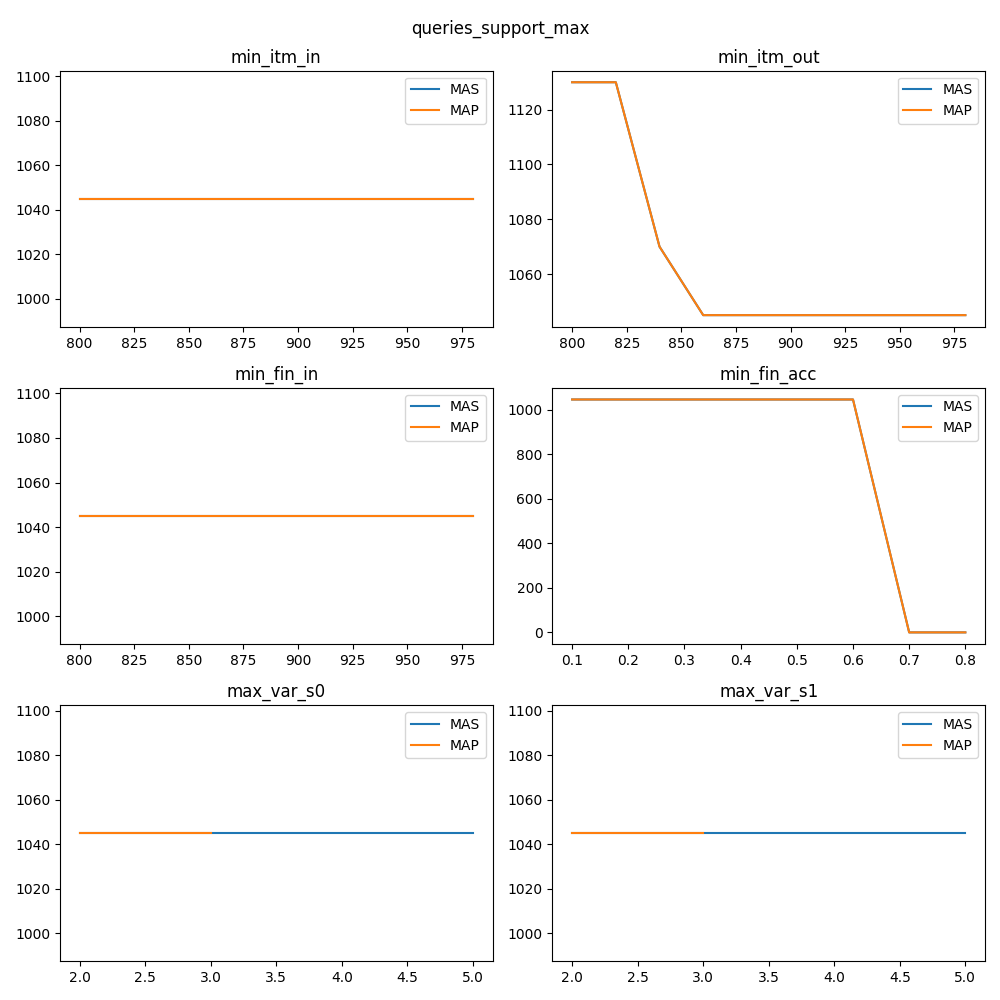 queries_support_max
min_itm_in
1100
1080
1060
1040
1020
1000
MAS
MAP
800 825 850 875 900 925 950 975
min_itm_out
1120
1100
1080
1060
MAS
MAP
800 825 850 875 900 925 950 975
min_fin_in
1100
1080
1060
1040
1020
1000
MAS
MAP
800 825 850 875 900 925 950 975
min_fin_acc
1000
800
600
400
200
0
MAS
MAP
0.1 0.2 0.3 0.4 0.5 0.6 0.7 0.8
max_var_s0
1100
1080
1060
1040
1020
1000
MAS
MAP
2.0 2.5 3.0 3.5 4.0 4.5 5.0
max_var_s1
1100
1080
1060
1040
1020
1000
MAS
MAP
2.0 2.5 3.0 3.5 4.0 4.5 5.0